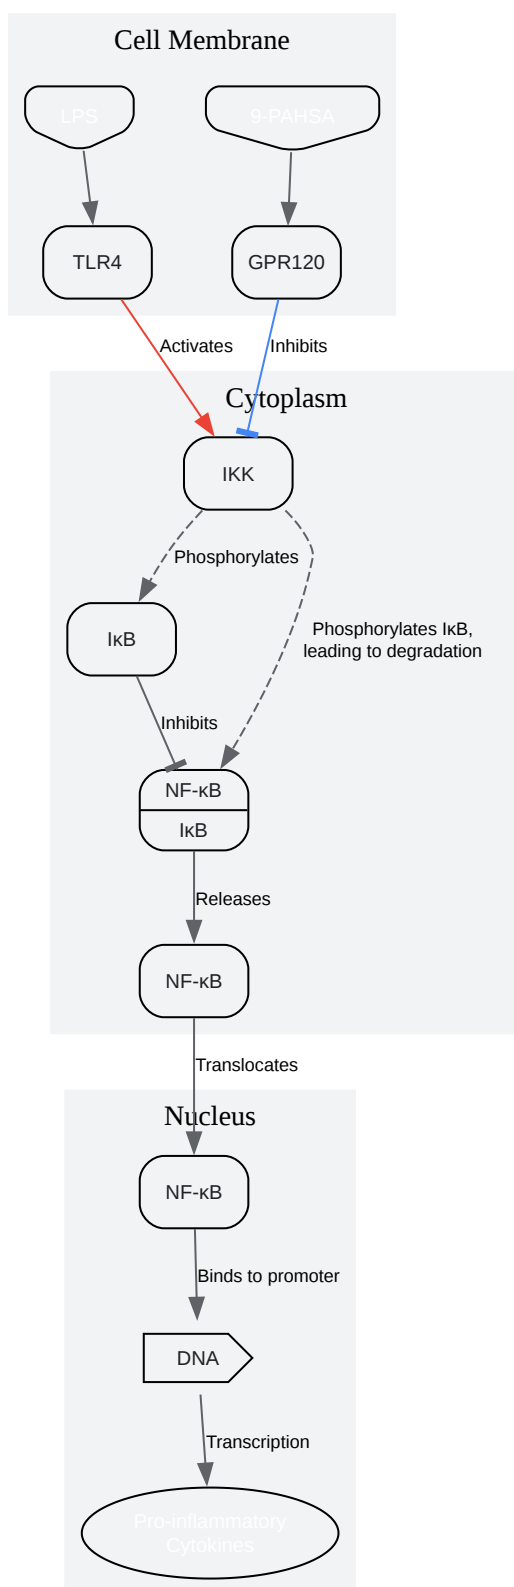 Cell Membrane
LPS
9-PAHSA
TLR4
GPR120
Activates
Inhibits
Cytoplasm
IKK
Phosphorylates
IκB
Phosphorylates IκB,
leading to degradation
Inhibits
NF-κB
IκB
Releases
NF-κB
Translocates
Nucleus
NF-κB
Binds to promoter
DNA
Transcription
Pro-inflammatory
Cytokines